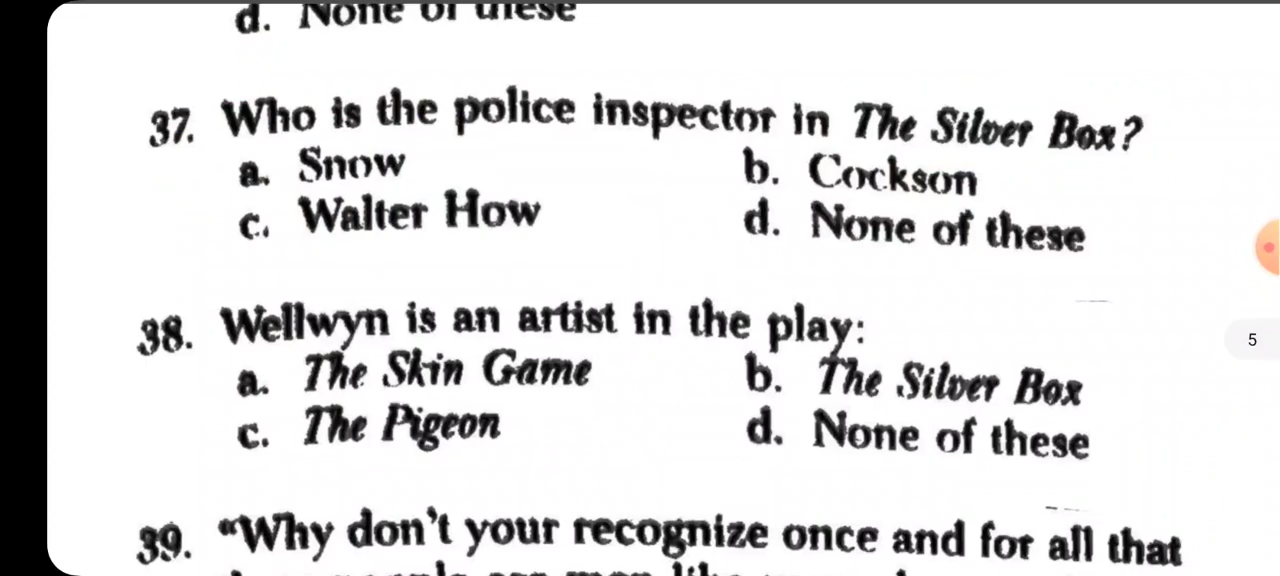 d. None of these
37. Who is the police inspector in The Silver Box?
a. Snow b. Cockson
c. Walter How d. None of these
38. Wellwyn is an artist in the play:
a. The Skin Game b. The Silver Box
c. The Pigeon d. None of these
5
39. "Why don't your recognize once and for all that